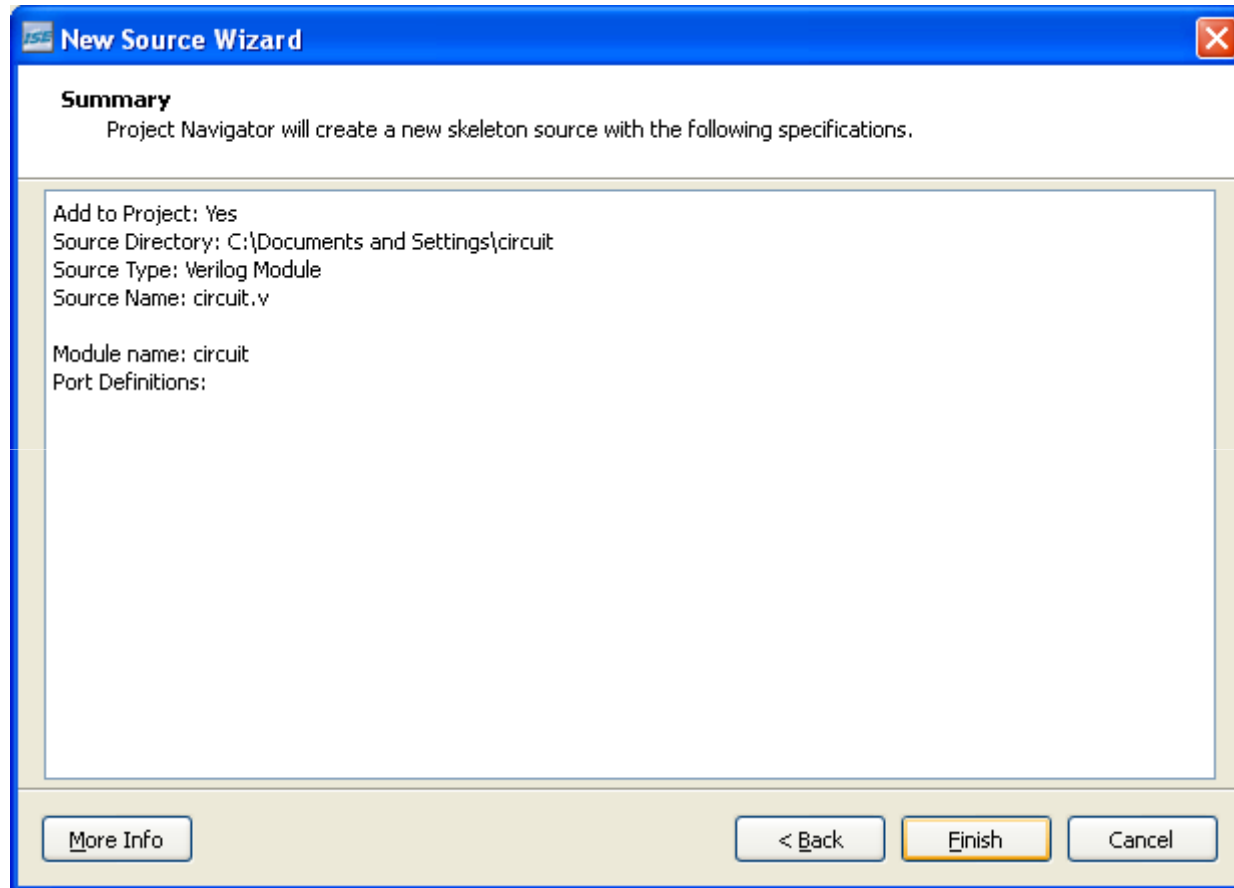 ISE New Source Wizard
Summary
Project Navigator will create a new skeleton source with the following specifications.
Add to Project: Yes
Source Directory: C:\Documents and Settings\circuit
Source Type: Verilog Module
Source Name: circuit.v
Module name: circuit
Port Definitions:
More Info
< Back
Finish
Cancel